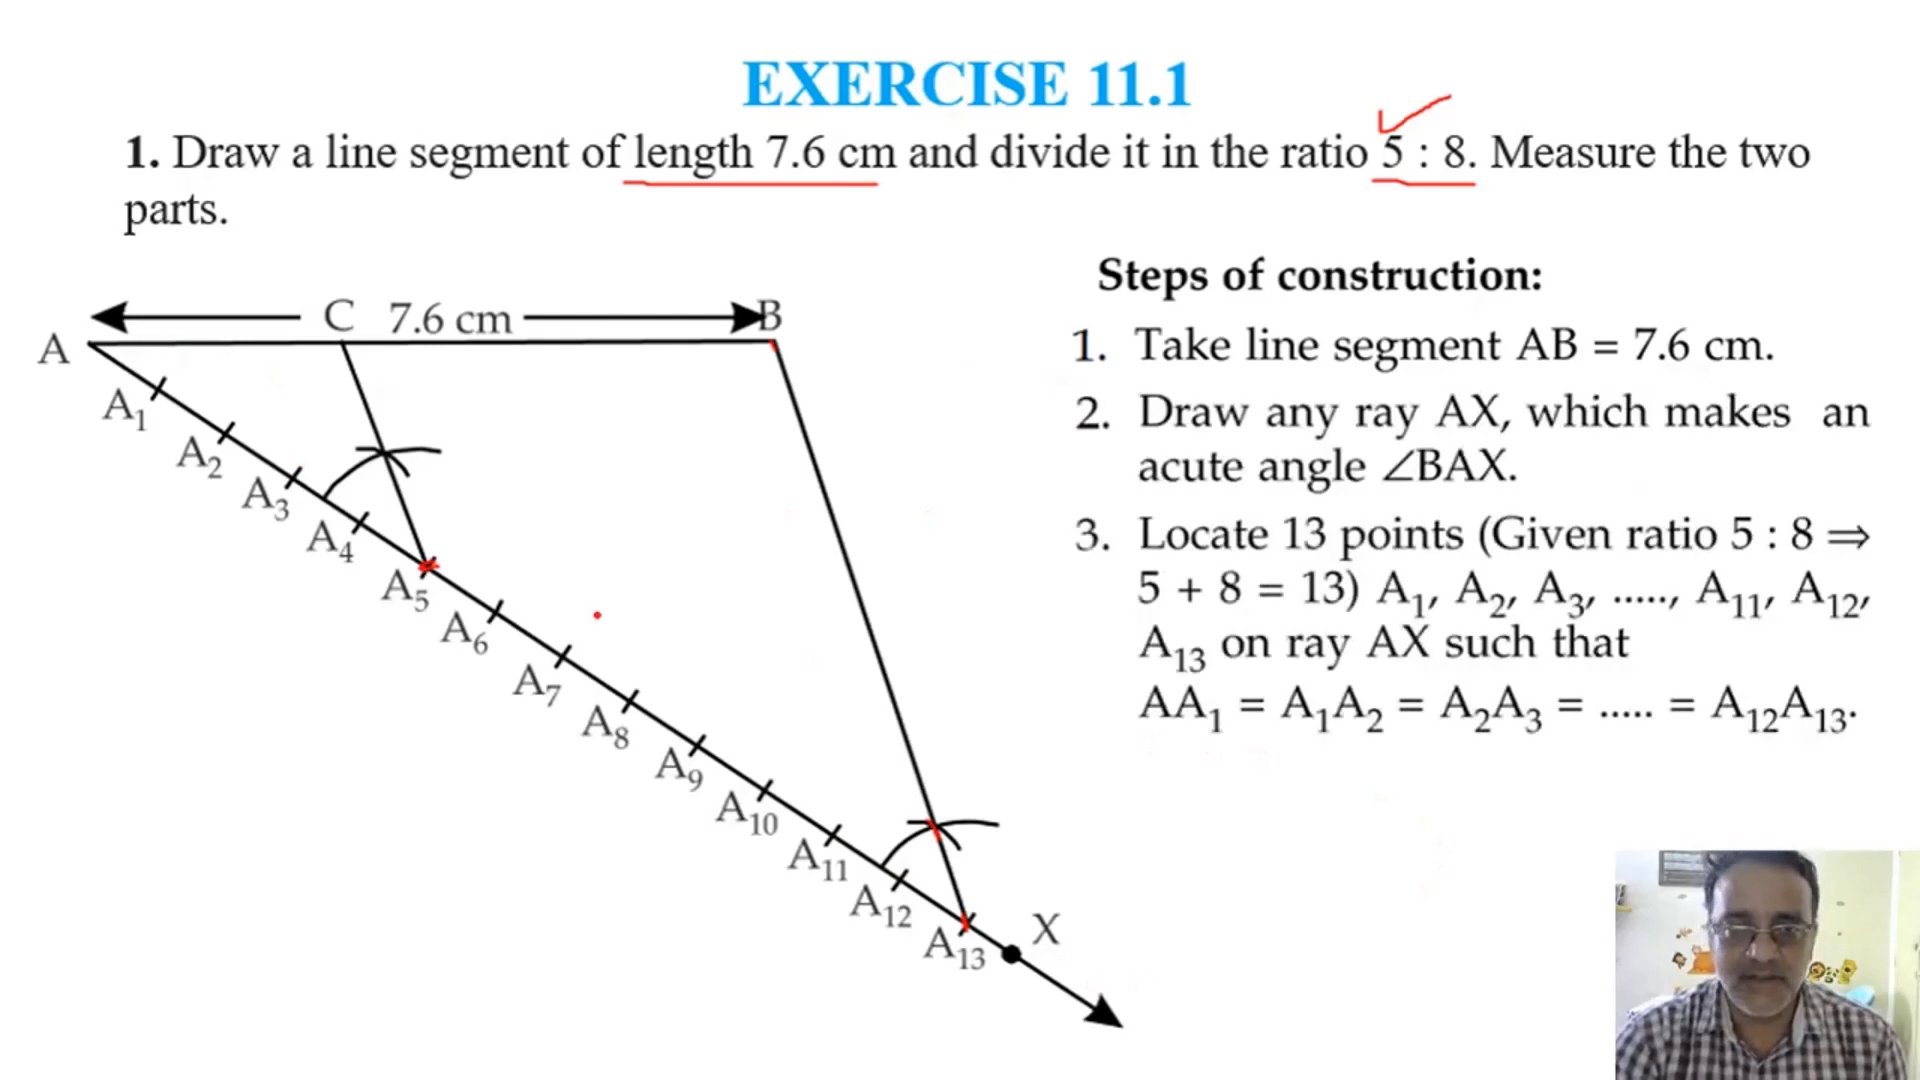 EXERCISE 11.1
1. Draw a line segment of length 7.6 cm and divide it in the ratio 5 : 8. Measure the two
parts.
A
C 7.6 cm
B
A₁
A₂
A₃
A₄
A₅
A₆
A₇
A₈
A₉
A₁₀
A₁₁
A₁₂
A₁₃
X
Steps of construction:
1. Take line segment AB = 7.6 cm.
2. Draw any ray AX, which makes an
acute angle ∠BAX.
3. Locate 13 points (Given ratio 5 : 8 ⇒
5 + 8 = 13) A₁, A₂, A₃, ....., A₁₁, A₁₂,
A₁₃ on ray AX such that
AA₁ = A₁A₂ = A₂A₃ = ..... = A₁₂A₁₃.